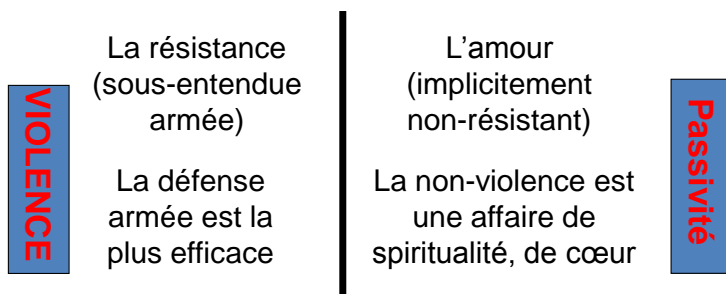 VIOLENCE
La résistance
(sous-entendue
armée)
La défense
armée est la
plus efficace
L’amour
(implicitement
non-résistant)
La non-violence est
une affaire de
spiritualité, de cœur
Passivité